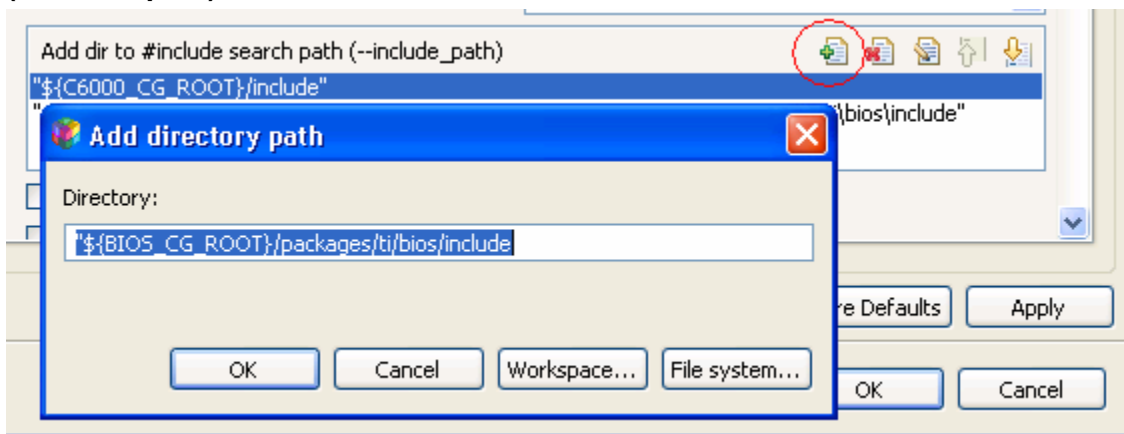 Add dir to #include search path (--include_path)
"${C6000_CG_ROOT}/include"
" \bios\include"
Add directory path
Directory:
"${BIOS_CG_ROOT}/packages/ti/bios/include
OK Cancel Workspace... File system...
Defaults Apply
OK Cancel